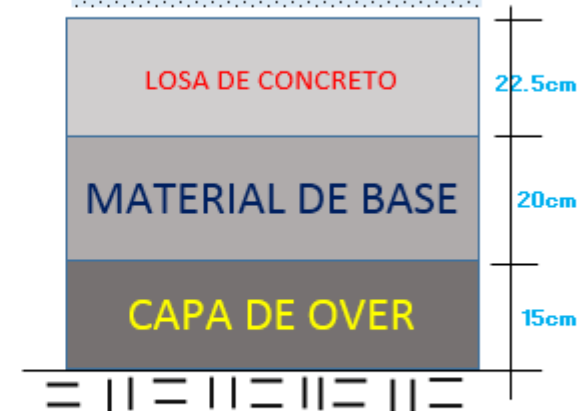 LOSA DE CONCRETO
22.5cm
MATERIAL DE BASE
20cm
CAPA DE OVER
15cm